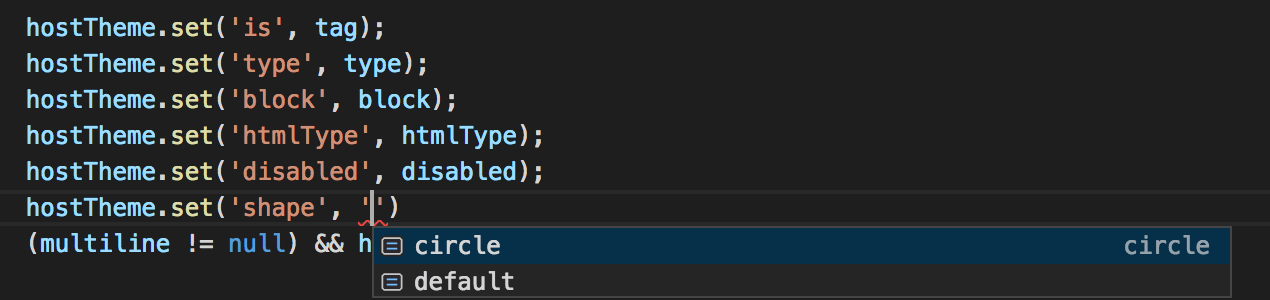 hostTheme.set('is', tag);
hostTheme.set('type', type);
hostTheme.set('block', block);
hostTheme.set('htmlType', htmlType);
hostTheme.set('disabled', disabled);
hostTheme.set('shape', '')
(multiline != null) && h
circle circle
default